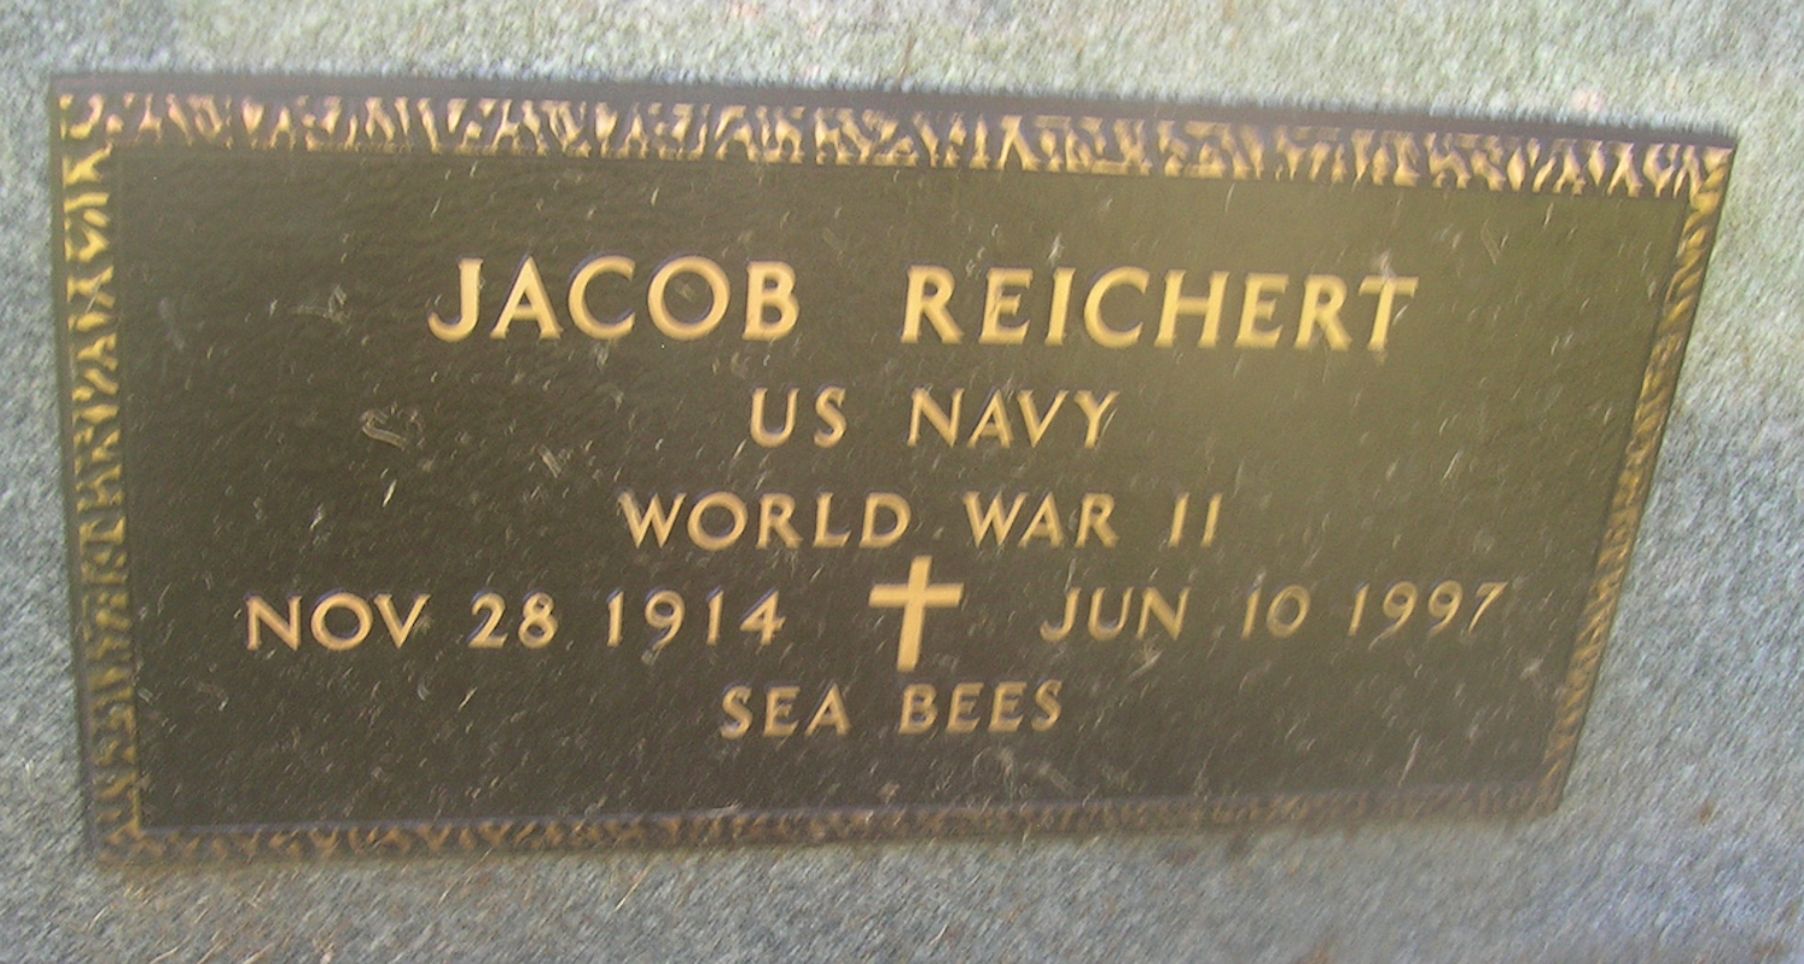 JACOB REICHERT
US NAVY
WORLD WAR II
NOV 28 1914 JUN 10 1997
SEA BEES